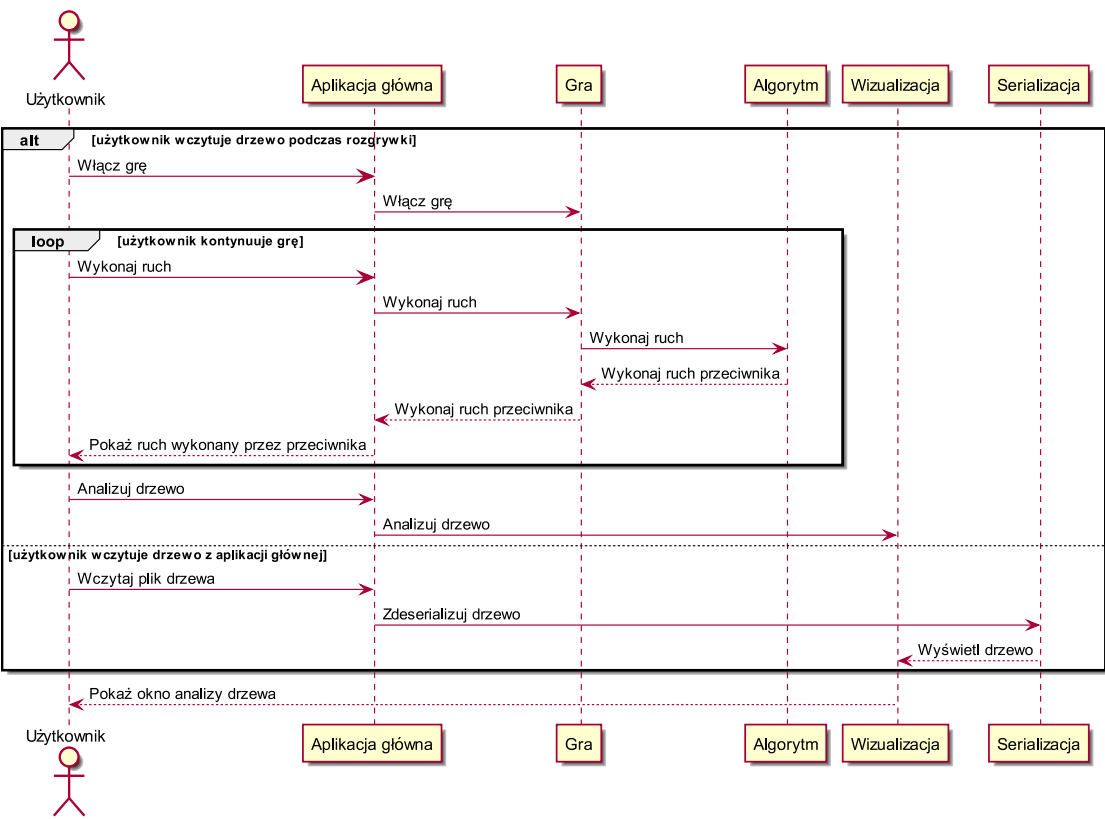 Użytkownik
Aplikacja główna
Gra
Algorytm
Wizualizacja
Serializacja
alt
[użytkownik wczytuje drzewo podczas rozgrywki]
Włącz grę
Włącz grę
loop
[użytkownik kontynuuje grę]
Wykonaj ruch
Wykonaj ruch
Wykonaj ruch
Wykonaj ruch przeciwnika
Wykonaj ruch przeciwnika
Pokaż ruch wykonany przez przeciwnika
Analizuj drzewo
Analizuj drzewo
[użytkownik wczytuje drzewo z aplikacji głównej]
Wczytaj plik drzewa
Zdeserializuj drzewo
Wyświetl drzewo
Pokaż okno analizy drzewa
Użytkownik
Aplikacja główna
Gra
Algorytm
Wizualizacja
Serializacja